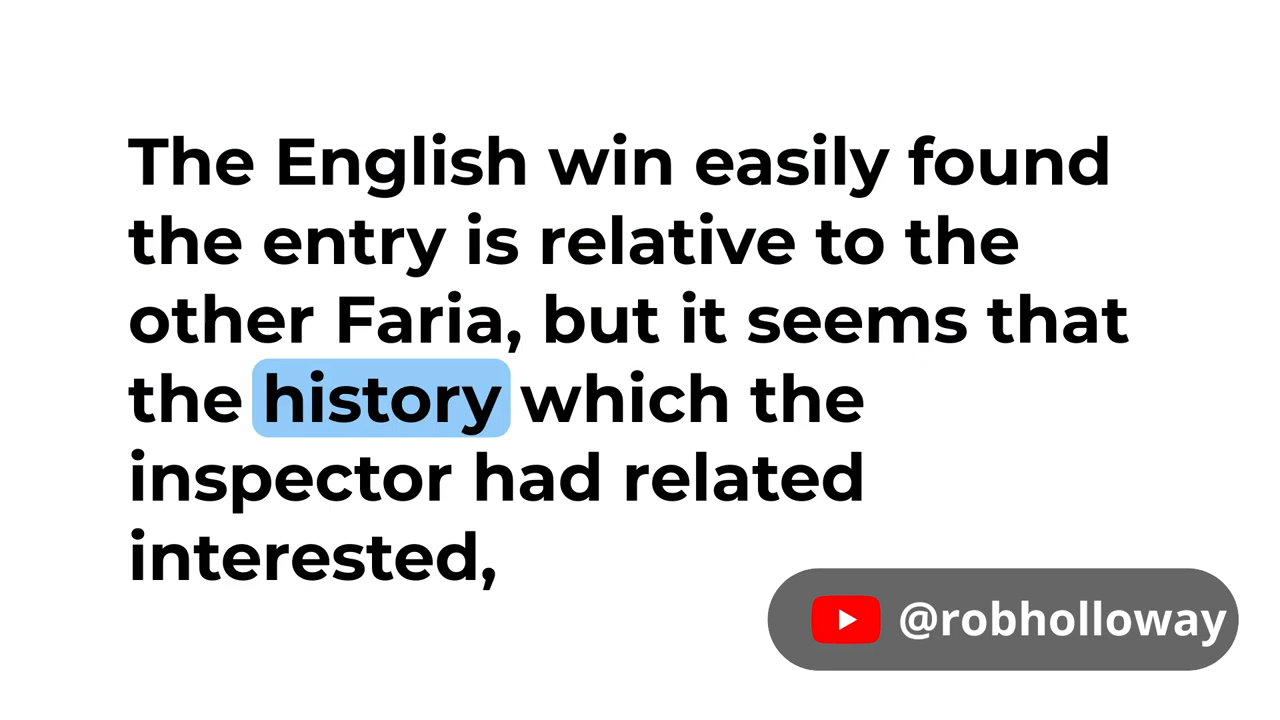 The English win easily found
the entry is relative to the
other Faria, but it seems that
the history which the
inspector had related
interested,
@robholloway